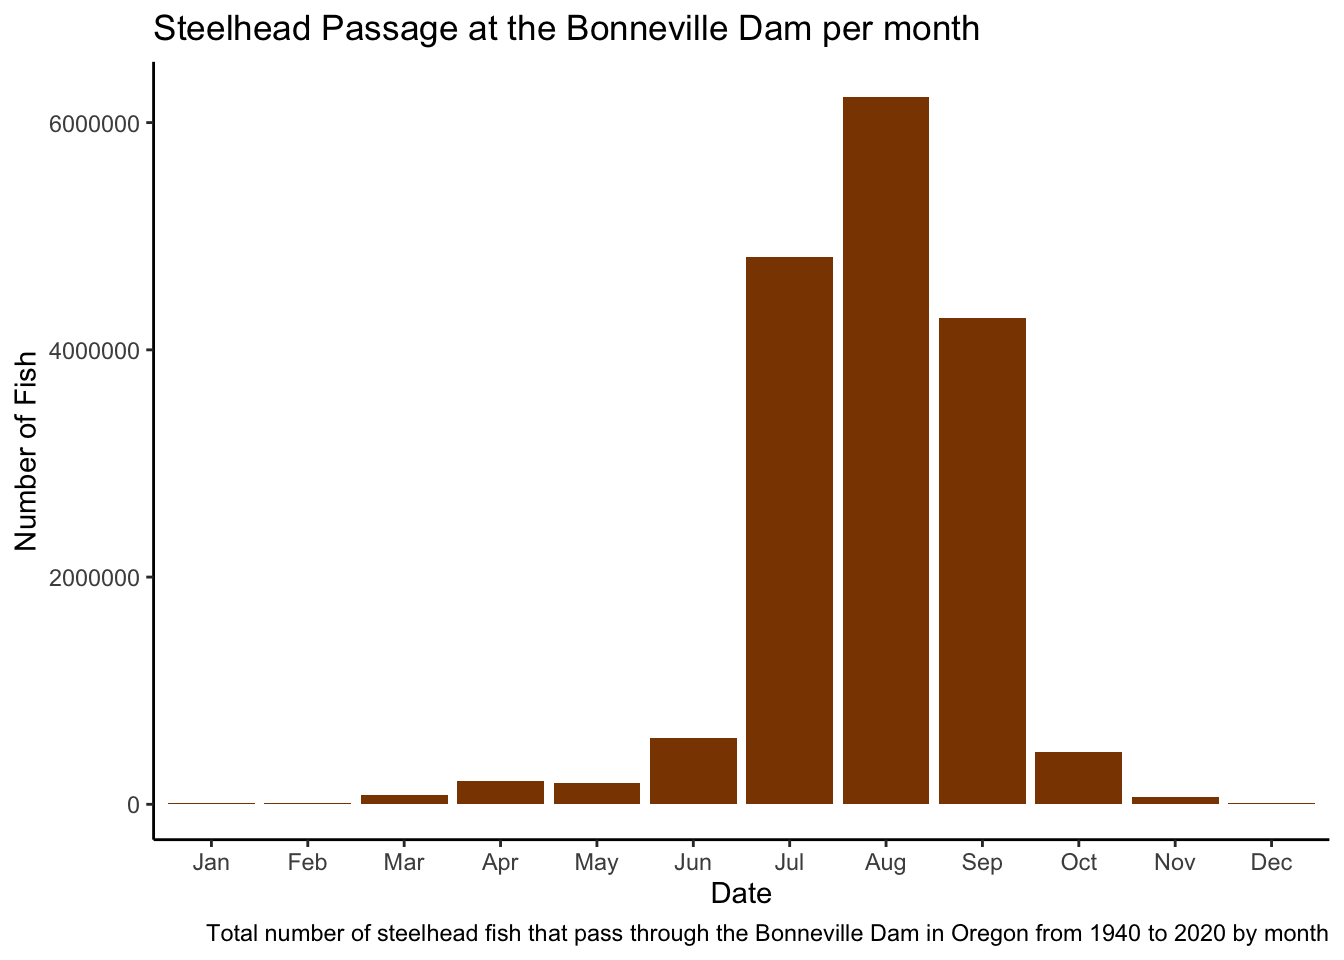 Steelhead Passage at the Bonneville Dam per month
Number of Fish
6000000
4000000
2000000
0
Jan Feb Mar Apr May Jun Jul Aug Sep Oct Nov Dec
Date
Total number of steelhead fish that pass through the Bonneville Dam in Oregon from 1940 to 2020 by month